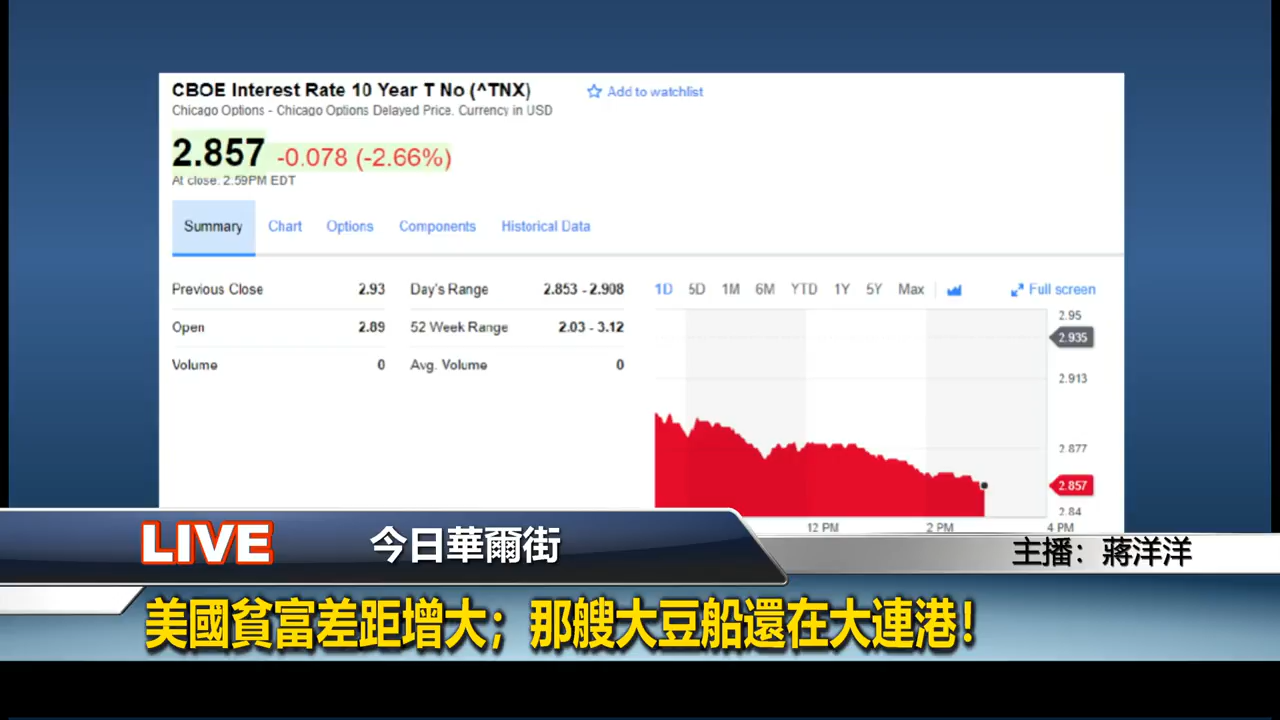 CBOE Interest Rate 10 Year T No (^TNX)
Add to watchlist
Chicago Options - Chicago Options Delayed Price. Currency in USD
2.857 -0.078 (-2.66%)
At close: 2:59PM EDT
Summary Chart Options Components Historical Data
Previous Close 2.93 Day's Range 2.853 - 2.908
Open 2.89 52 Week Range 2.03 - 3.12
Volume 0 Avg. Volume 0
1D 5D 1M 6M YTD 1Y 5Y Max Full screen
2.95
2.935
2.913
2.877
2.857
2.84
12 PM 2 PM 4 PM
LIVE 今日華爾街
主播：蔣洋洋
美國貧富差距增大；那艘大豆船還在大連港！